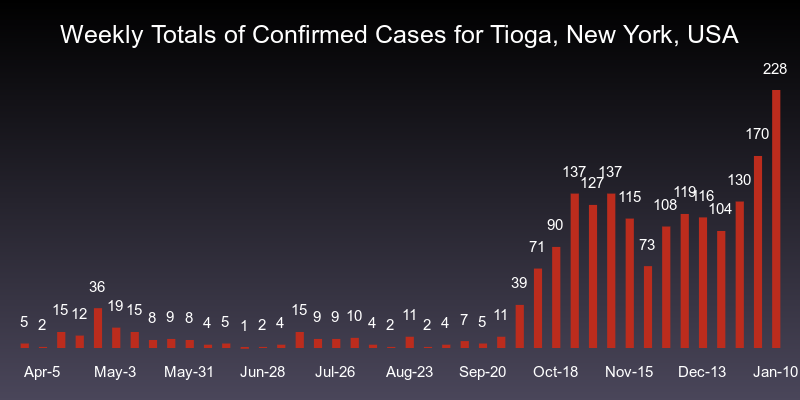 Weekly Totals of Confirmed Cases for Tioga, New York, USA
5 2 15 12 36 19 15 8 9 8 4 5 1 2 4 15 9 9 10 4 2 11 2 4 7 5 11 39 71 90 137 127 137 115 73 108 119 116 104 130 170 228
Apr-5 May-3 May-31 Jun-28 Jul-26 Aug-23 Sep-20 Oct-18 Nov-15 Dec-13 Jan-10